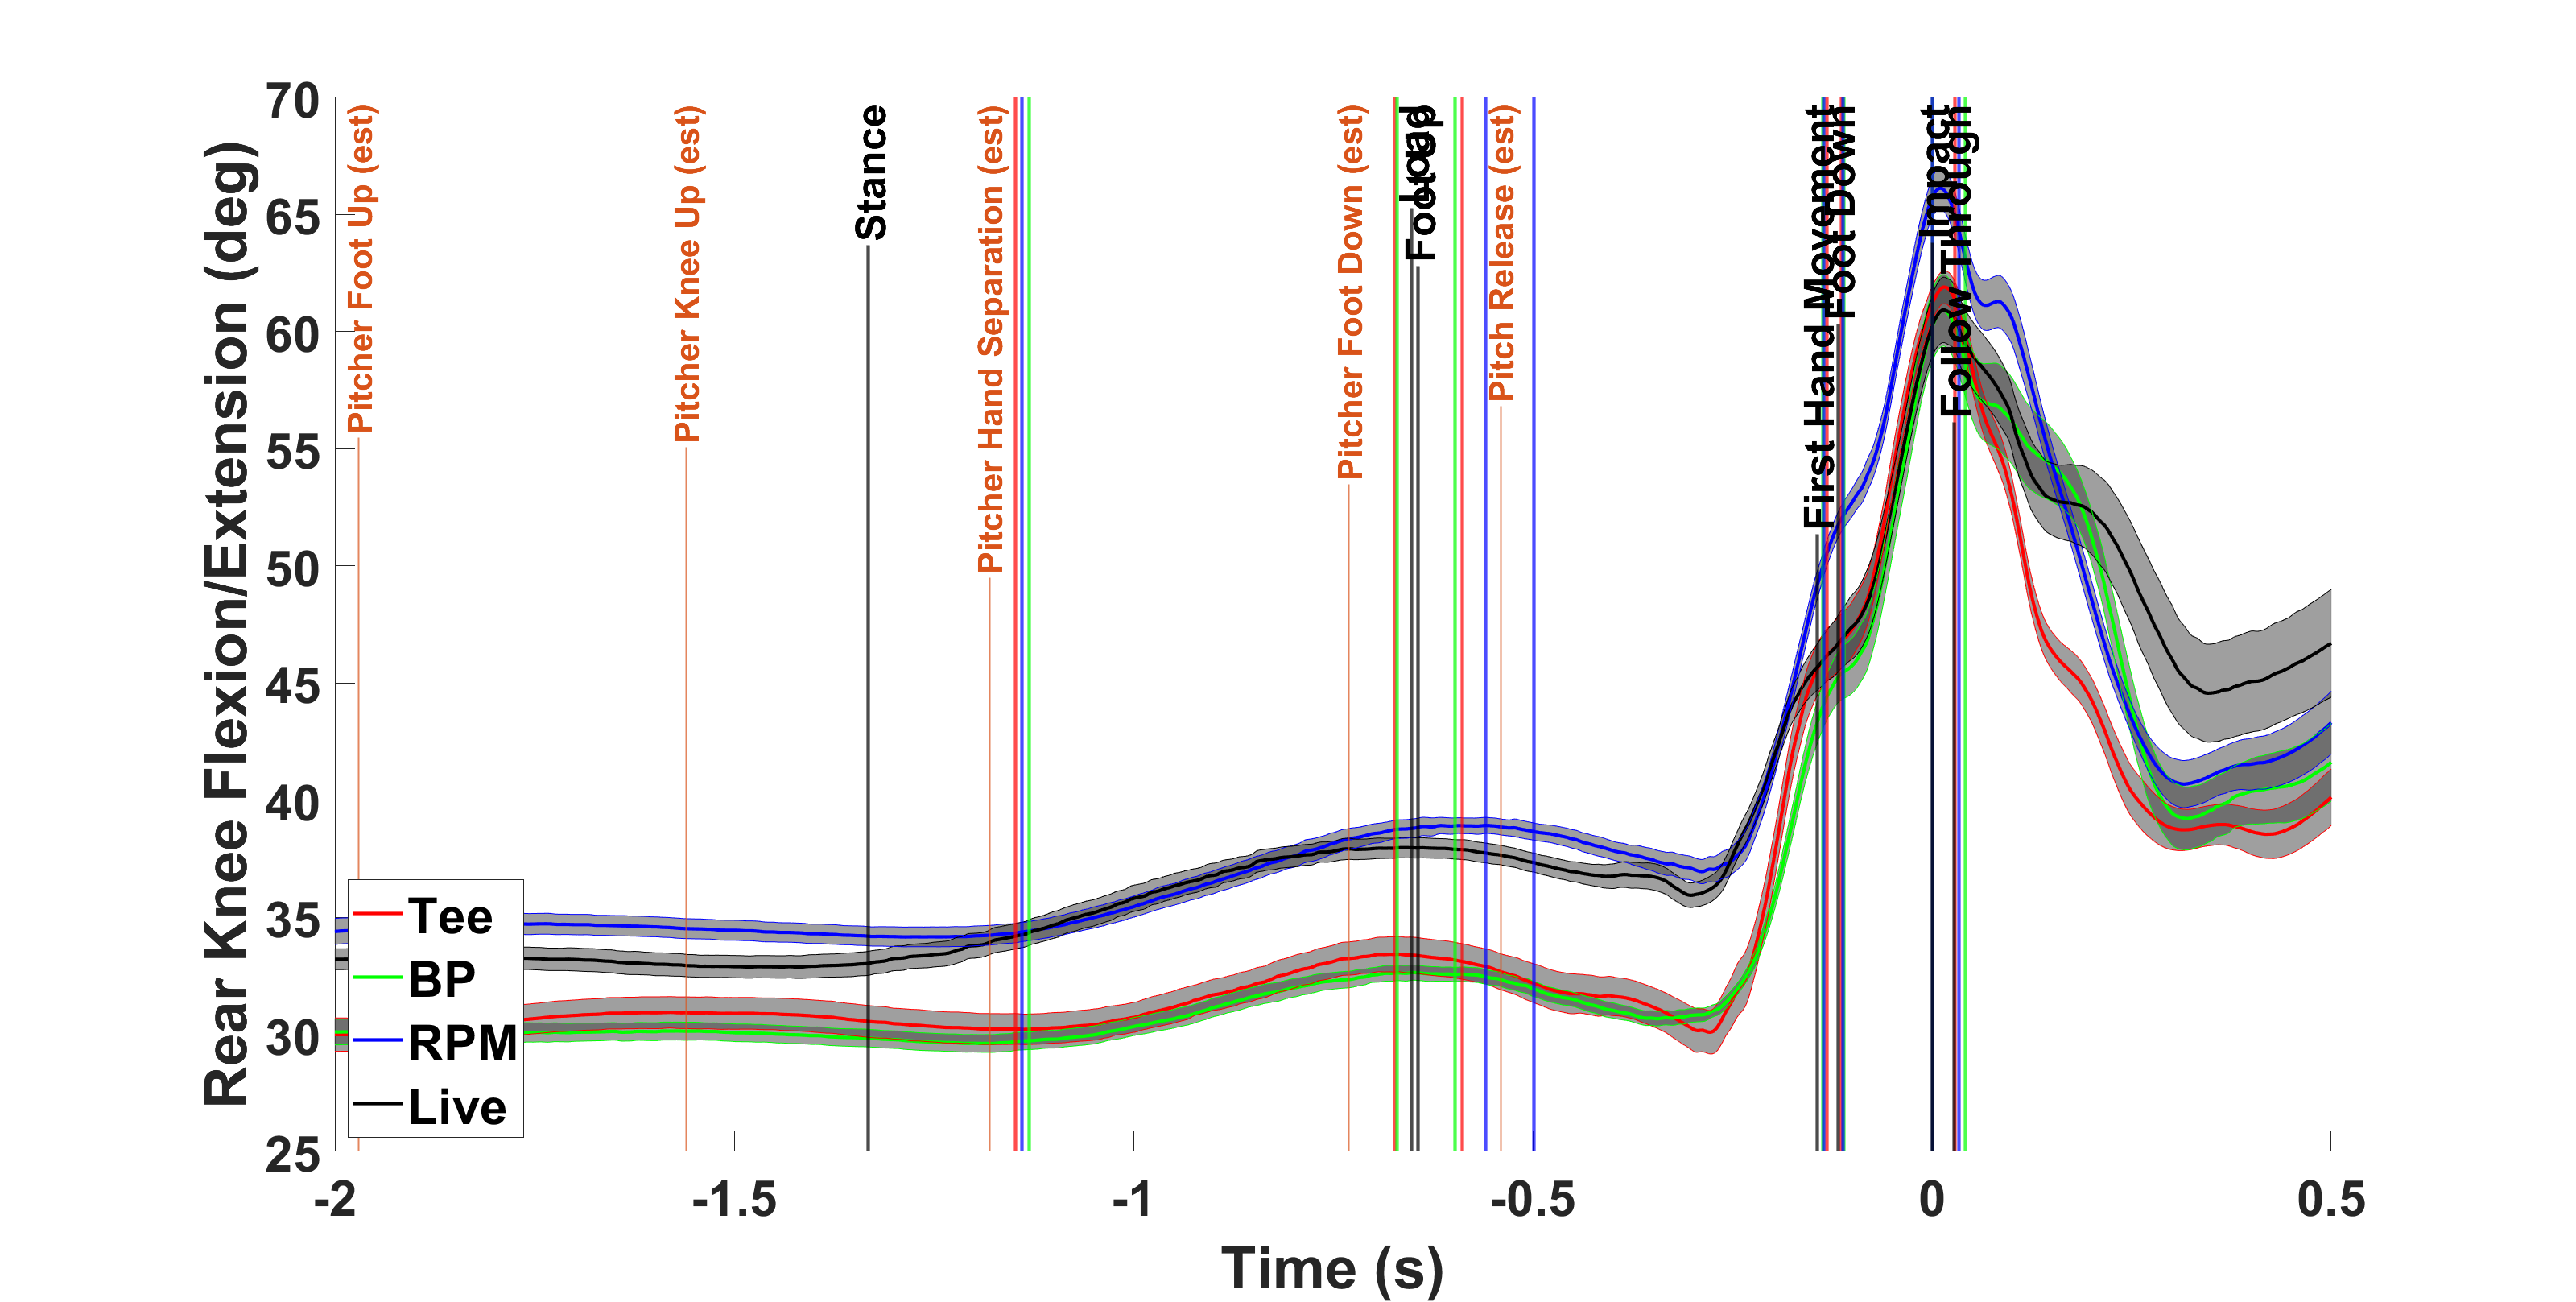 Rear Knee Flexion/Extension (deg)
70
65
60
55
50
45
40
35
30
25
Pitcher Foot Up (est)
Pitcher Knee Up (est)
Stance
Pitcher Hand Separation (est)
Pitcher Foot Down (est)
Load
Foot Up
Pitch Release (est)
First Hand Movement
Foot Down
Impact
Follow Through
Tee
BP
RPM
Live
-2
-1.5
-1
-0.5
0
0.5
Time (s)